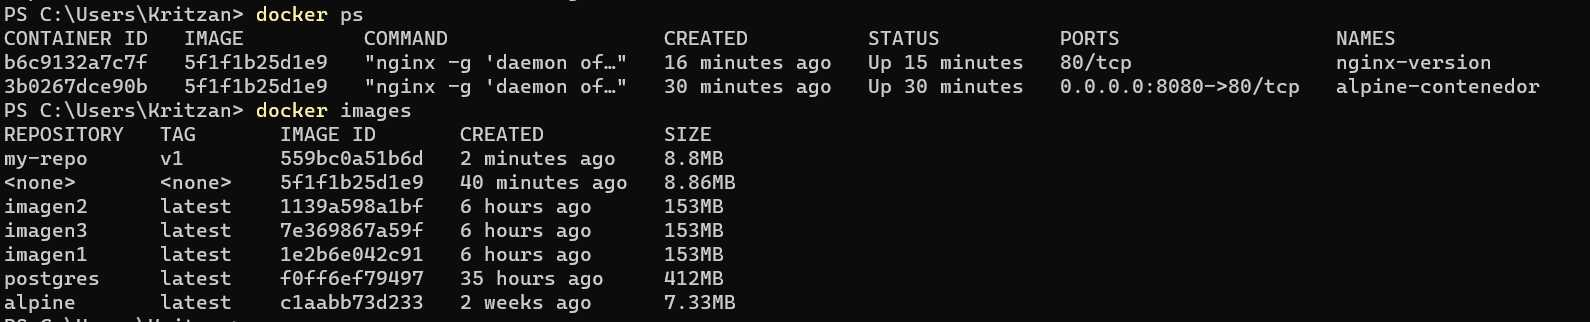 PS C:\Users\Kritzan> docker ps
CONTAINER ID   IMAGE          COMMAND                  CREATED          STATUS          PORTS                  NAMES
b6c9132a7c7f   5f1f1b25d1e9   "nginx -g 'daemon of…"   16 minutes ago   Up 15 minutes   80/tcp                 nginx-version
3b0267dce90b   5f1f1b25d1e9   "nginx -g 'daemon of…"   30 minutes ago   Up 30 minutes   0.0.0.0:8080->80/tcp   alpine-contenedor
PS C:\Users\Kritzan> docker images
REPOSITORY   TAG       IMAGE ID       CREATED          SIZE
my-repo      v1        559bc0a51b6d   2 minutes ago    8.8MB
<none>       <none>    5f1f1b25d1e9   40 minutes ago   8.86MB
imagen2      latest    1139a598a1bf   6 hours ago      153MB
imagen3      latest    7e369867a59f   6 hours ago      153MB
imagen1      latest    1e2b6e042c91   6 hours ago      153MB
postgres     latest    f0ff6ef79497   35 hours ago     412MB
alpine       latest    c1aabb73d233   2 weeks ago      7.33MB
PS C:\Users\Kritzan>